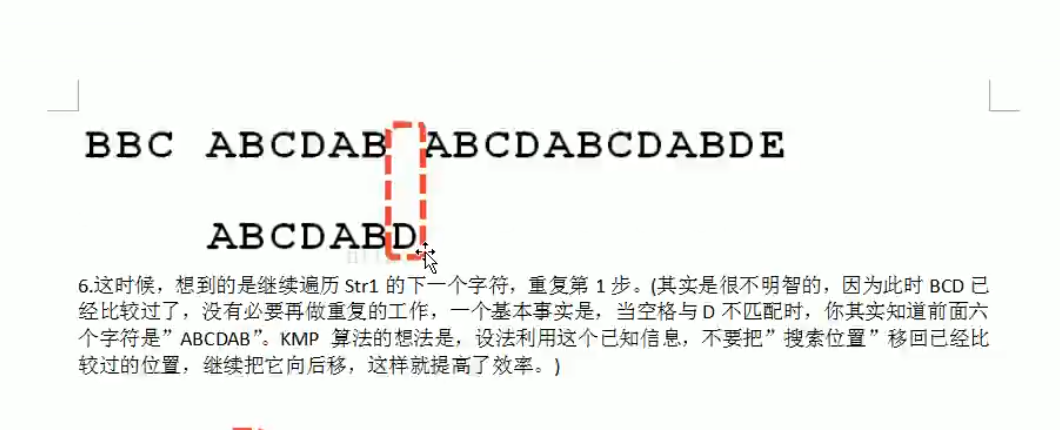 BBC ABCDAB ABCDABCDABDE
ABCDABD
6.这时候，想到的是继续遍历 Str1 的下一个字符，重复第 1 步。(其实是很不明智的，因为此时 BCD 已
经比较过了，没有必要再做重复的工作，一个基本事实是，当空格与 D 不匹配时，你其实知道前面六
个字符是”ABCDAB”。KMP 算法的想法是，设法利用这个已知信息，不要把”搜索位置”移回已经比
较过的位置，继续把它向后移，这样就提高了效率。)